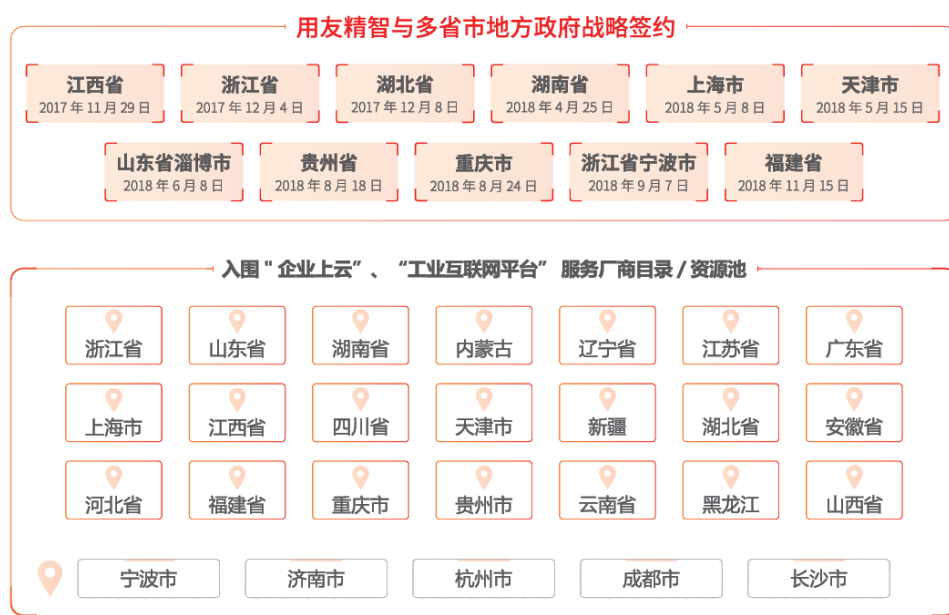 用友精智与多省市地方政府战略签约
江西省 浙江省 湖北省 湖南省 上海市 天津市
2017年11月29日 2017年12月4日 2017年12月8日 2018年4月25日 2018年5月8日 2018年5月15日
山东省淄博市 贵州省 重庆市 浙江省宁波市 福建省
2018年6月8日 2018年8月18日 2018年8月24日 2018年9月7日 2018年11月15日
入围"企业上云”、“工业互联网平台” 服务厂商目录/资源池
浙江省 山东省 湖南省 内蒙古 辽宁省 江苏省 广东省
上海市 江西省 四川省 天津市 新疆 湖北省 安徽省
河北省 福建省 重庆市 贵州市 云南省 黑龙江 山西省
宁波市 济南市 杭州市 成都市 长沙市